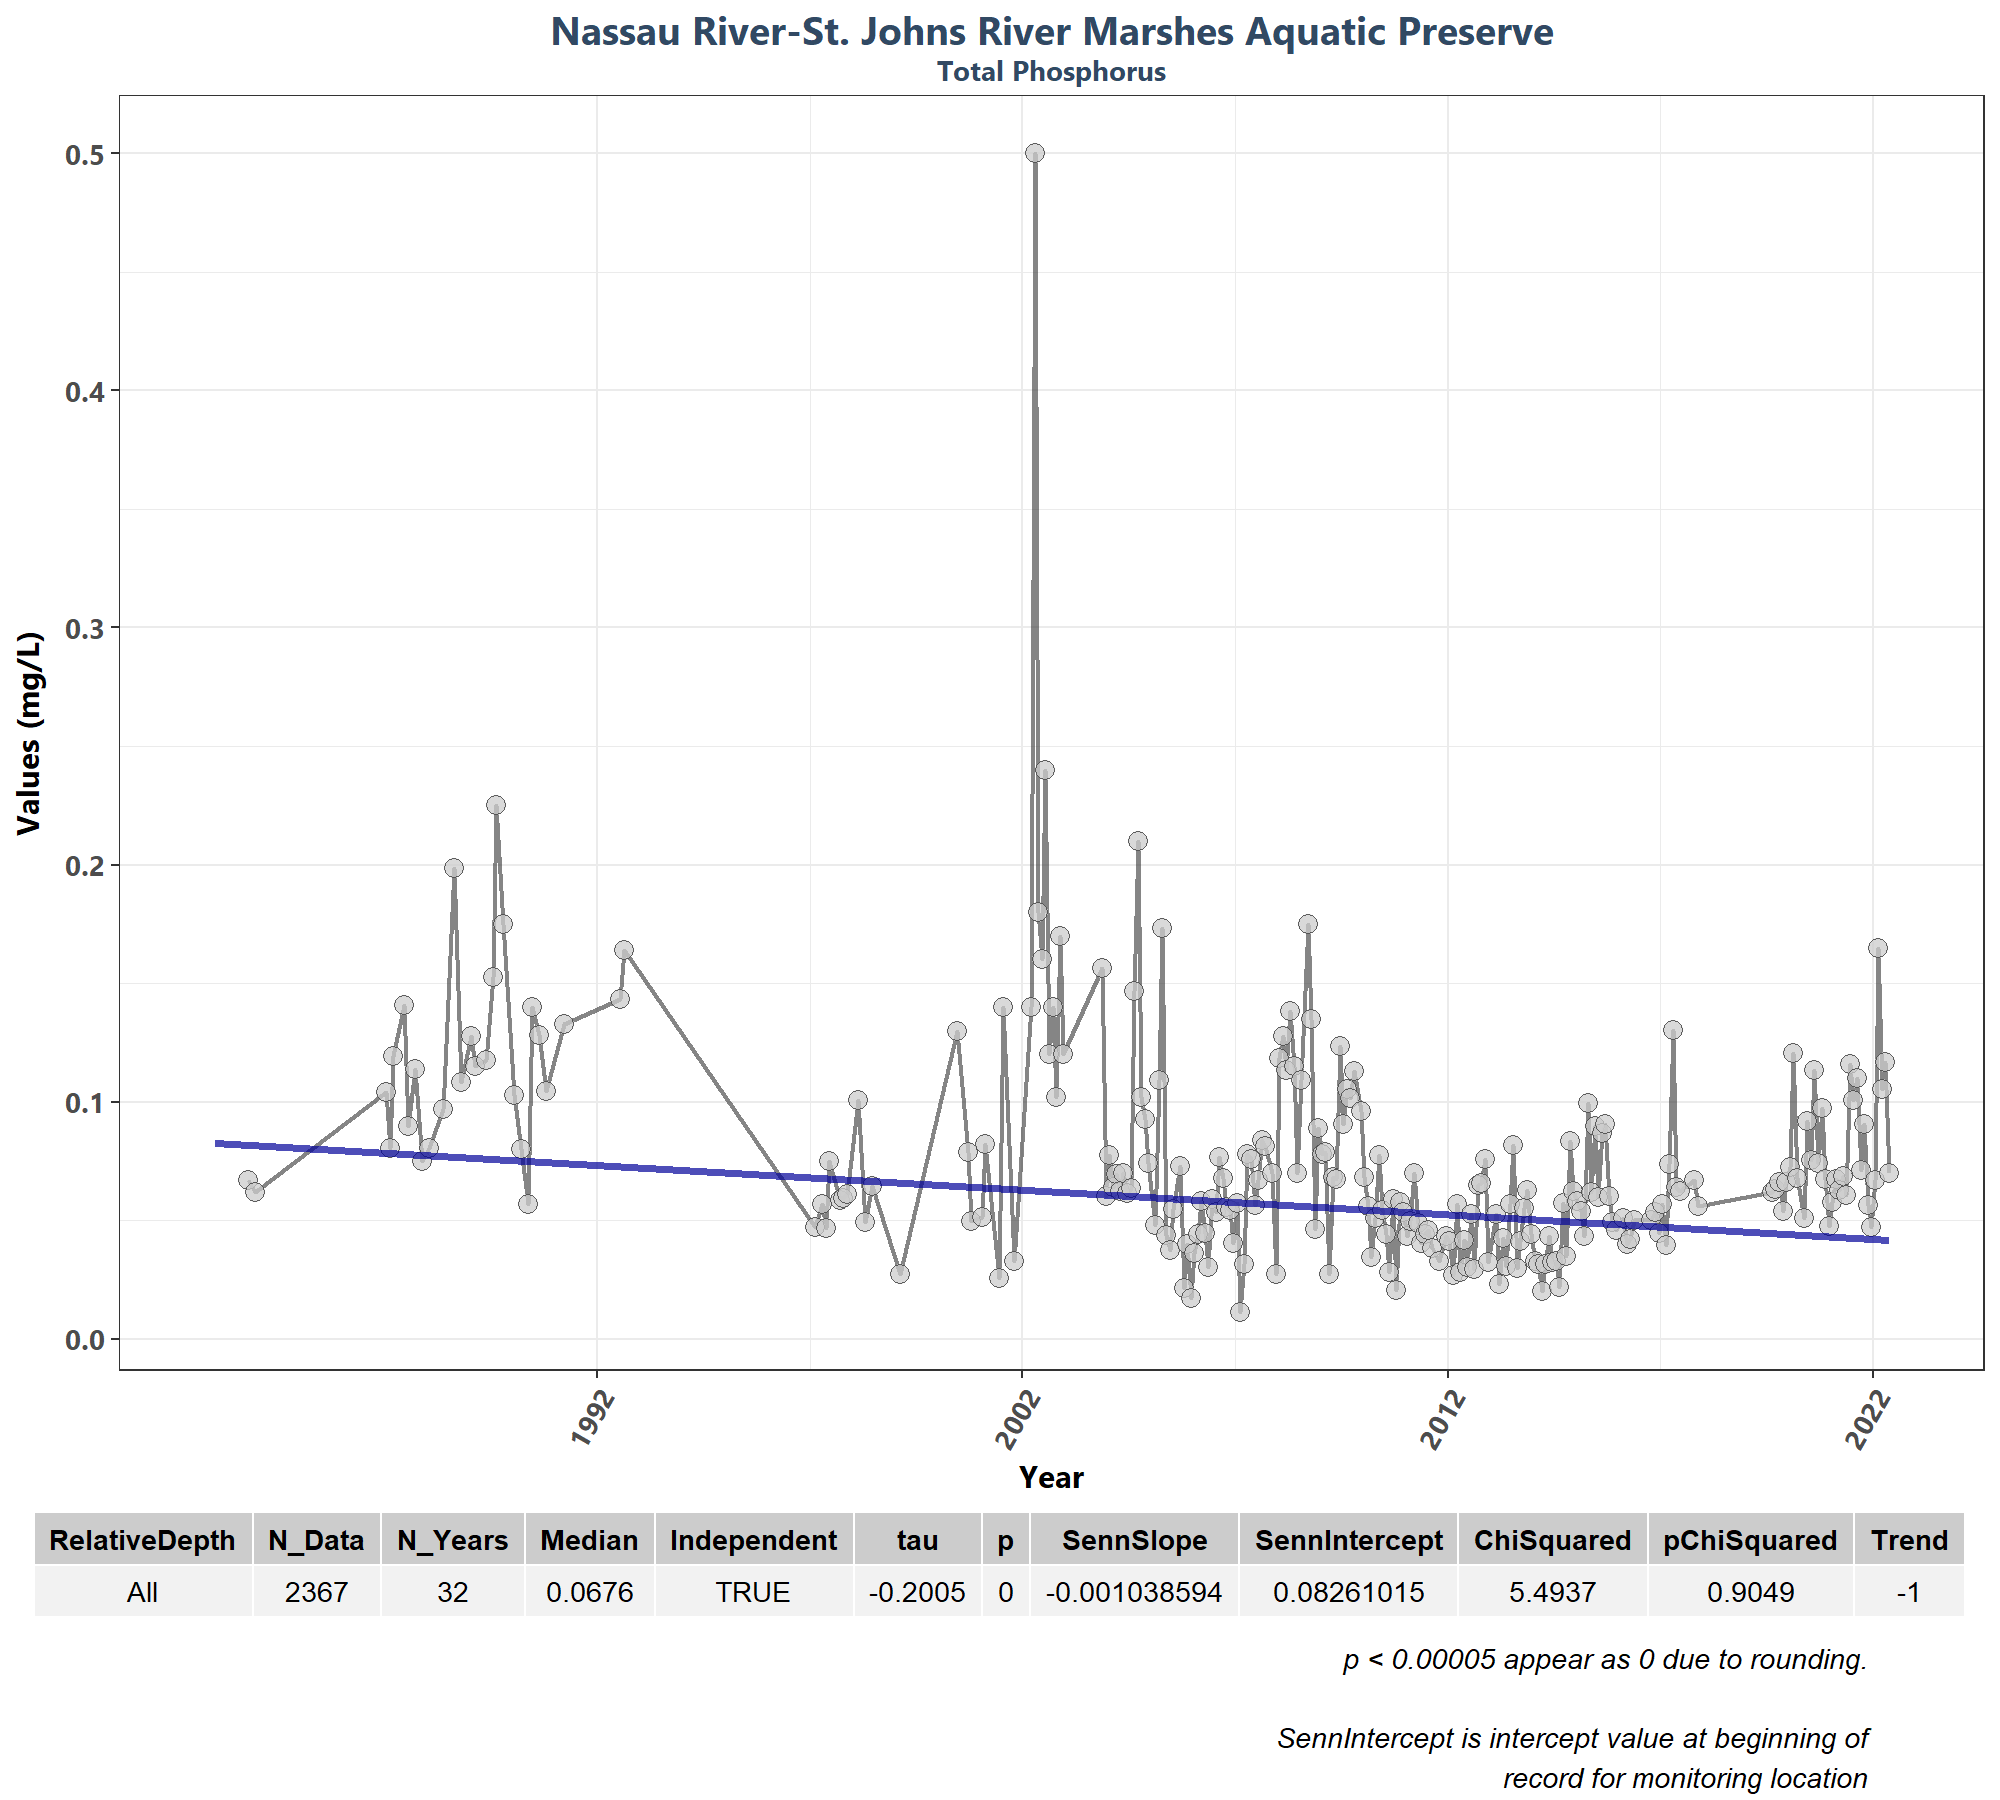 Nassau River-St. Johns River Marshes Aquatic Preserve
Total Phosphorus
Values (mg/L)
0.5
0.4
0.3
0.2
0.1
0.0
1992 2002 2012 2022
Year
RelativeDepth N_Data N_Years Median Independent tau p SennSlope SennIntercept ChiSquared pChiSquared Trend
All 2367 32 0.0676 TRUE -0.2005 0 -0.001038594 0.08261015 5.4937 0.9049 -1
p < 0.00005 appear as 0 due to rounding.
SennIntercept is intercept value at beginning of
record for monitoring location